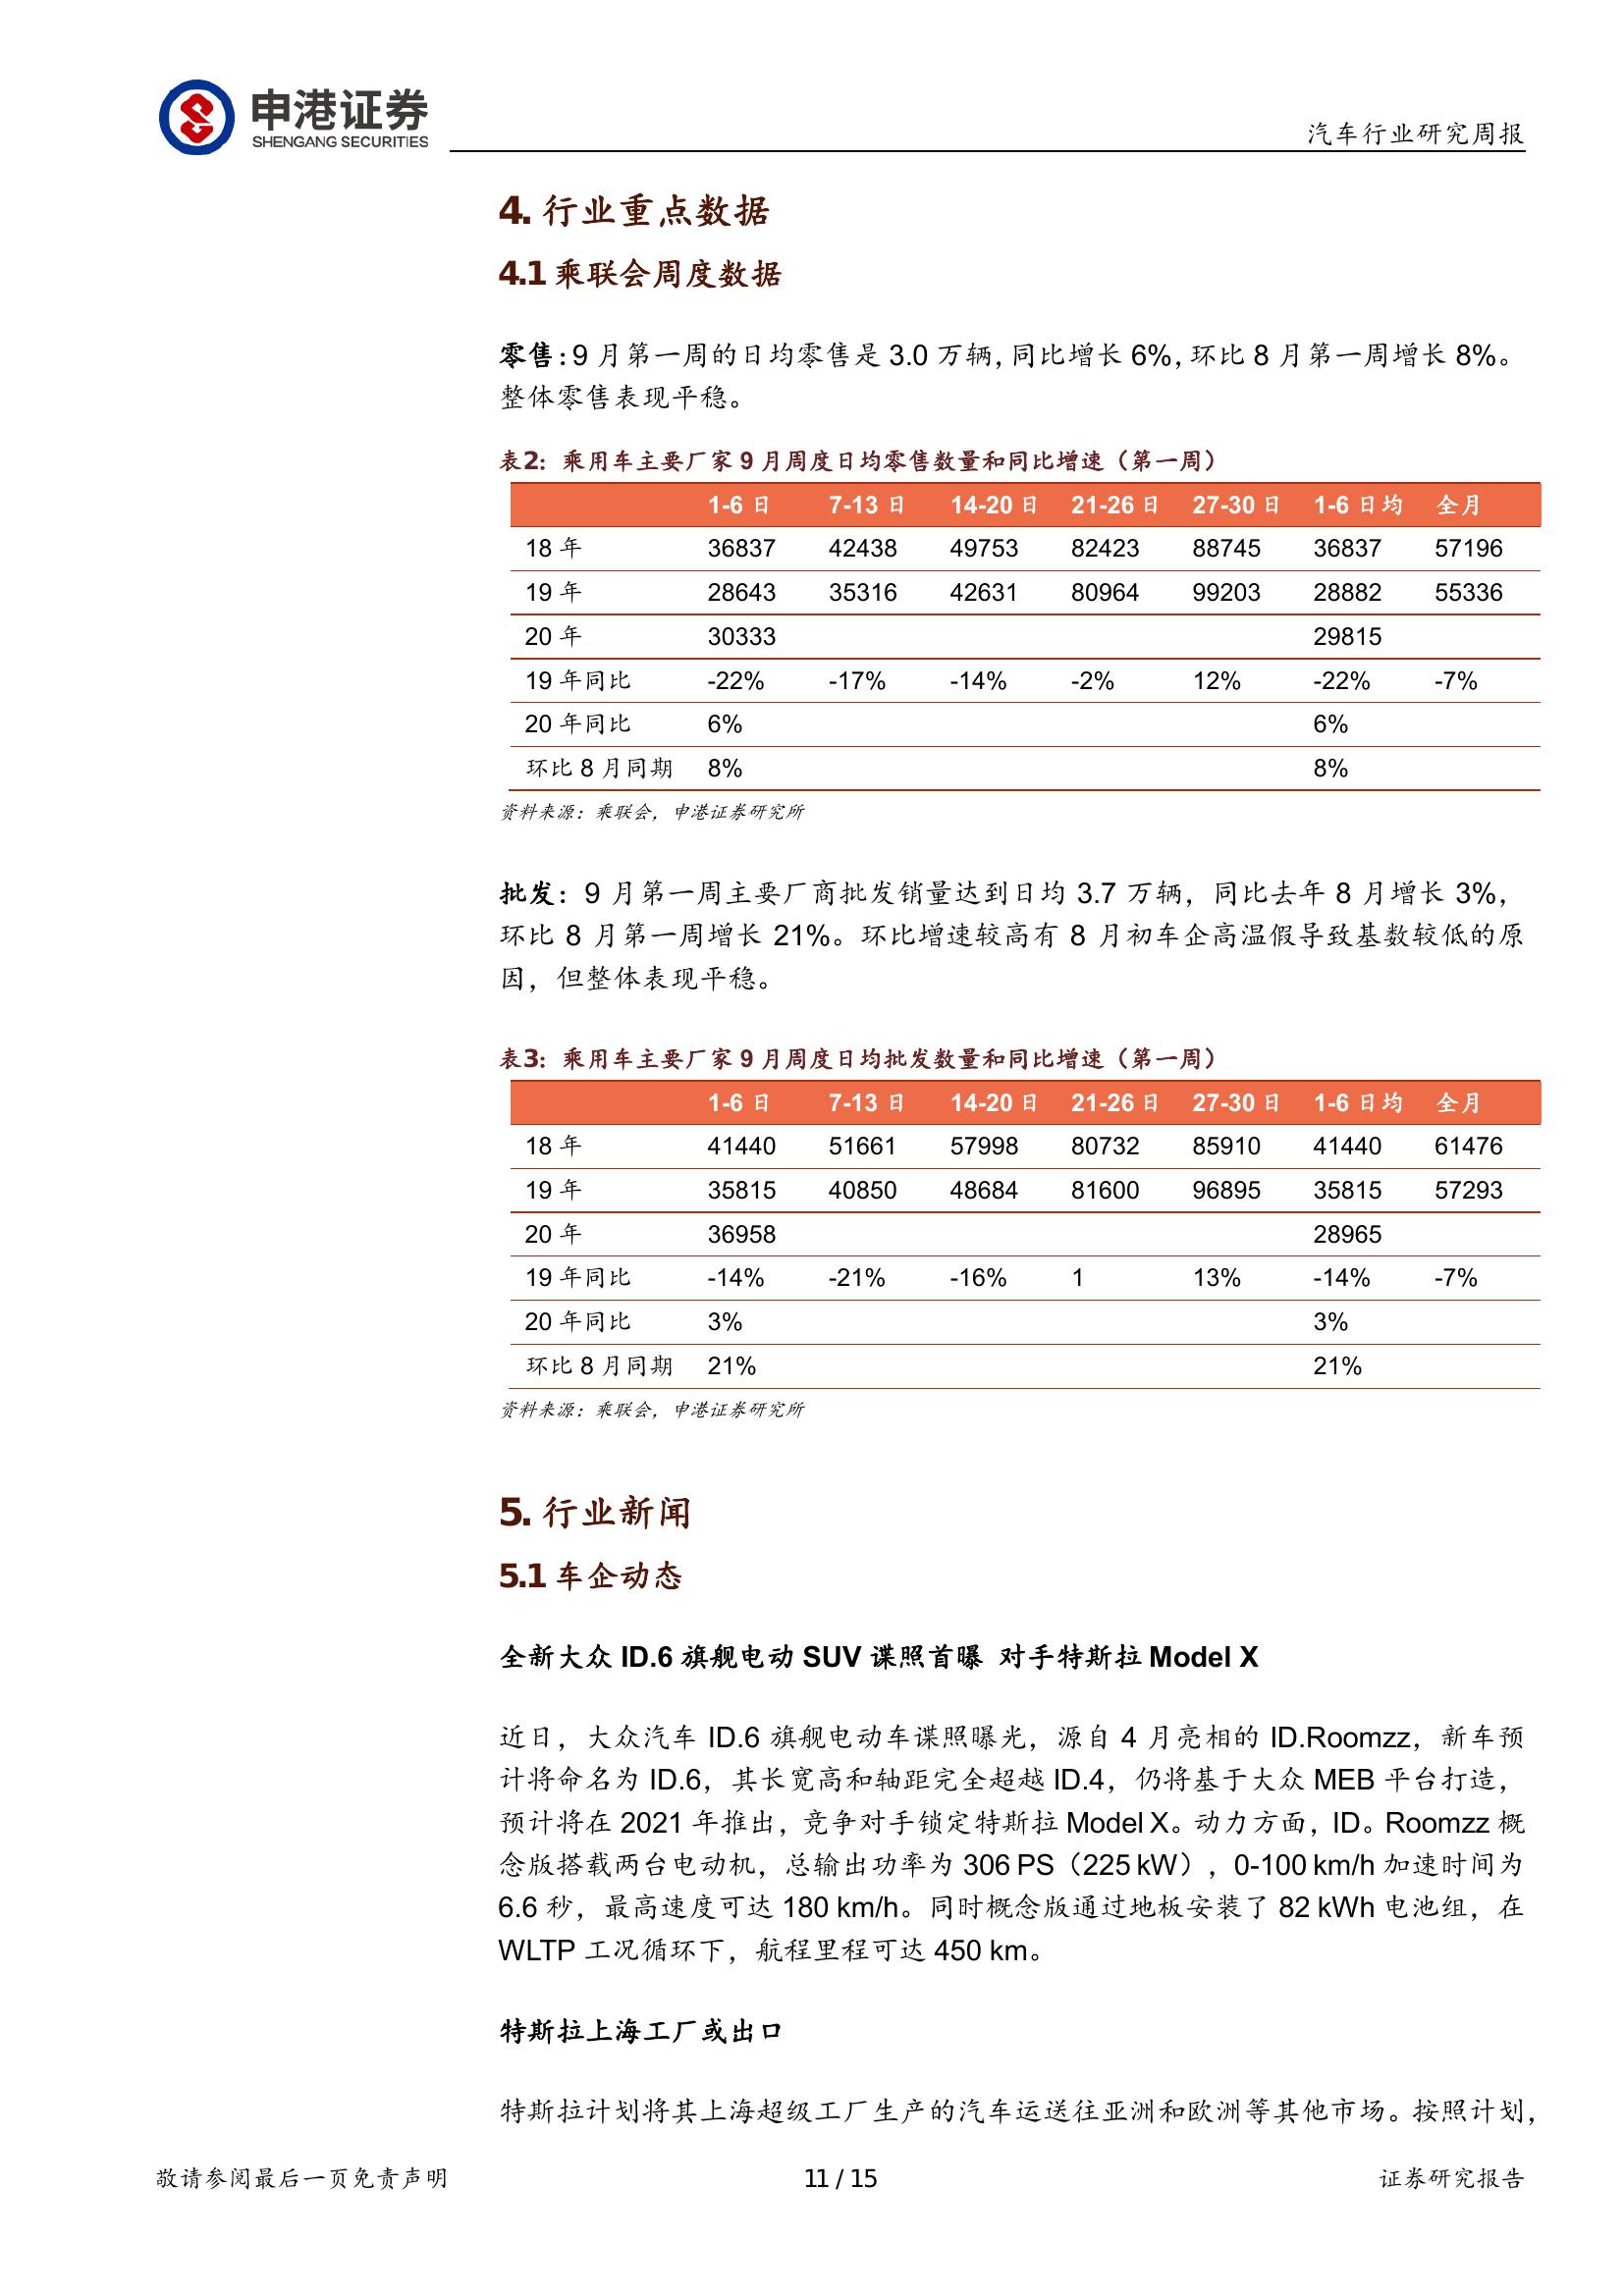 申港证券
SHENGANG SECURITIES
汽车行业研究周报
4. 行业重点数据
4.1 乘联会周度数据
零售：9 月第一周的日均零售是 3.0 万辆，同比增长 6%，环比 8 月第一周增长 8%。
整体零售表现平稳。
表2：乘用车主要厂家 9 月周度日均零售数量和同比增速（第一周）
1-6 日 7-13 日 14-20 日 21-26 日 27-30 日 1-6 日均 全月
18 年 36837 42438 49753 82423 88745 36837 57196
19 年 28643 35316 42631 80964 99203 28882 55336
20 年 30333 29815
19 年同比 -22% -17% -14% -2% 12% -22% -7%
20 年同比 6% 6%
环比 8 月同期 8% 8%
资料来源：乘联会，申港证券研究所
批发：9 月第一周主要厂商批发销量达到日均 3.7 万辆，同比去年 8 月增长 3%，
环比 8 月第一周增长 21%。环比增速较高有 8 月初车企高温假导致基数较低的原
因，但整体表现平稳。
表3：乘用车主要厂家 9 月周度日均批发数量和同比增速（第一周）
1-6 日 7-13 日 14-20 日 21-26 日 27-30 日 1-6 日均 全月
18 年 41440 51661 57998 80732 85910 41440 61476
19 年 35815 40850 48684 81600 96895 35815 57293
20 年 36958 28965
19 年同比 -14% -21% -16% 1 13% -14% -7%
20 年同比 3% 3%
环比 8 月同期 21% 21%
资料来源：乘联会，申港证券研究所
5. 行业新闻
5.1 车企动态
全新大众 ID.6 旗舰电动 SUV 谍照首曝 对手特斯拉 Model X
近日，大众汽车 ID.6 旗舰电动车谍照曝光，源自 4 月亮相的 ID.Roomzz，新车预
计将命名为 ID.6，其长宽高和轴距完全超越 ID.4，仍将基于大众 MEB 平台打造，
预计将在 2021 年推出，竞争对手锁定特斯拉 Model X。动力方面，ID。Roomzz 概
念版搭载两台电动机，总输出功率为 306 PS（225 kW），0-100 km/h 加速时间为
6.6 秒，最高速度可达 180 km/h。同时概念版通过地板安装了 82 kWh 电池组，在
WLTP 工况循环下，航程里程可达 450 km。
特斯拉上海工厂或出口
特斯拉计划将其上海超级工厂生产的汽车运送往亚洲和欧洲等其他市场。按照计划，
敬请参阅最后一页免责声明 11 / 15 证券研究报告